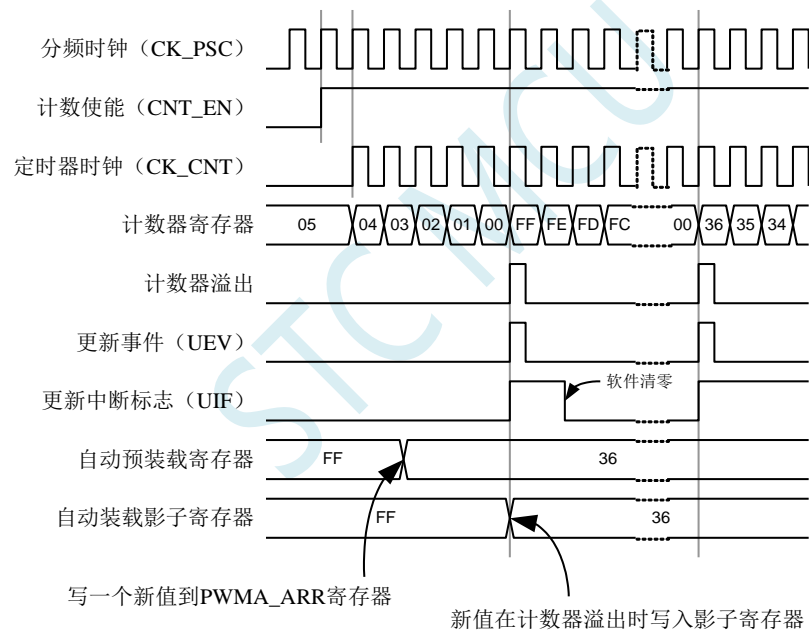 分频时钟（CK_PSC）
计数使能（CNT_EN）
定时器时钟（CK_CNT）
计数器寄存器 05 04 03 02 01 00 FF FE FD FC 00 36 35 34
计数器溢出
更新事件（UEV）
更新中断标志（UIF） 软件清零
自动预装载寄存器 FF 36
自动装载影子寄存器 FF 36
写一个新值到PWMA_ARR寄存器
新值在计数器溢出时写入影子寄存器
STC MCU